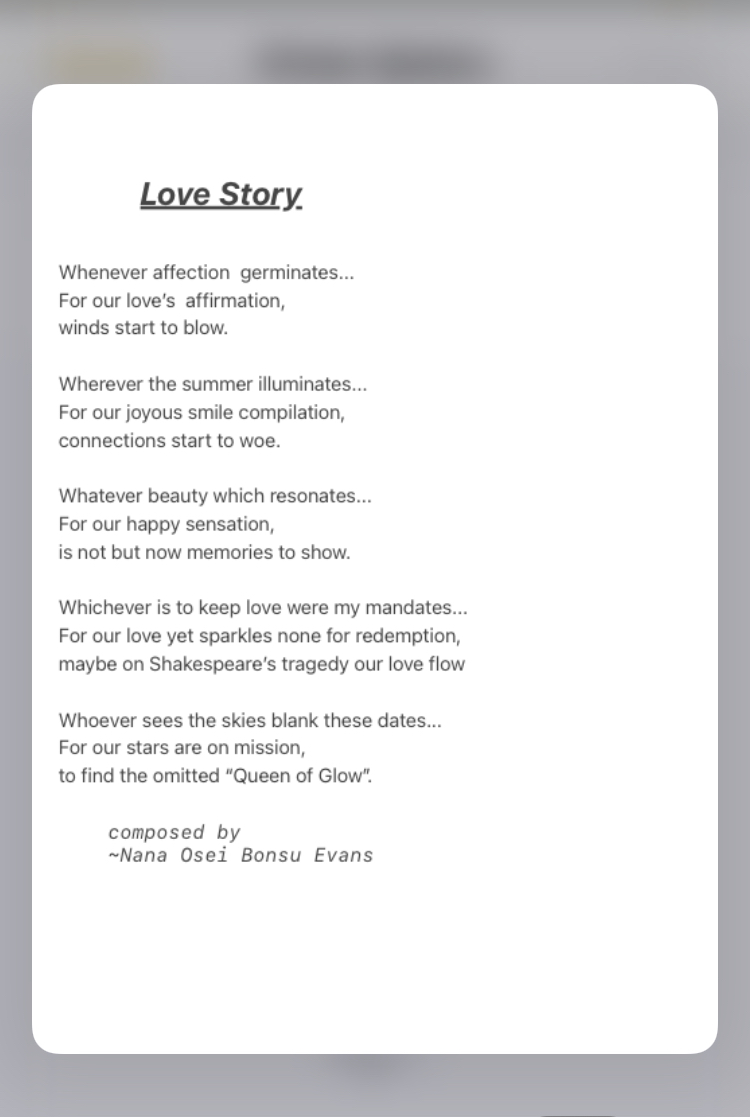 Love Story
Whenever affection  germinates...
For our love’s  affirmation,
winds start to blow.
Wherever the summer illuminates...
For our joyous smile compilation,
connections start to woe.
Whatever beauty which resonates...
For our happy sensation,
is not but now memories to show.
Whichever is to keep love were my mandates...
For our love yet sparkles none for redemption,
maybe on Shakespeare’s tragedy our love flow
Whoever sees the skies blank these dates...
For our stars are on mission,
to find the omitted “Queen of Glow”.
composed by
~Nana Osei Bonsu Evans